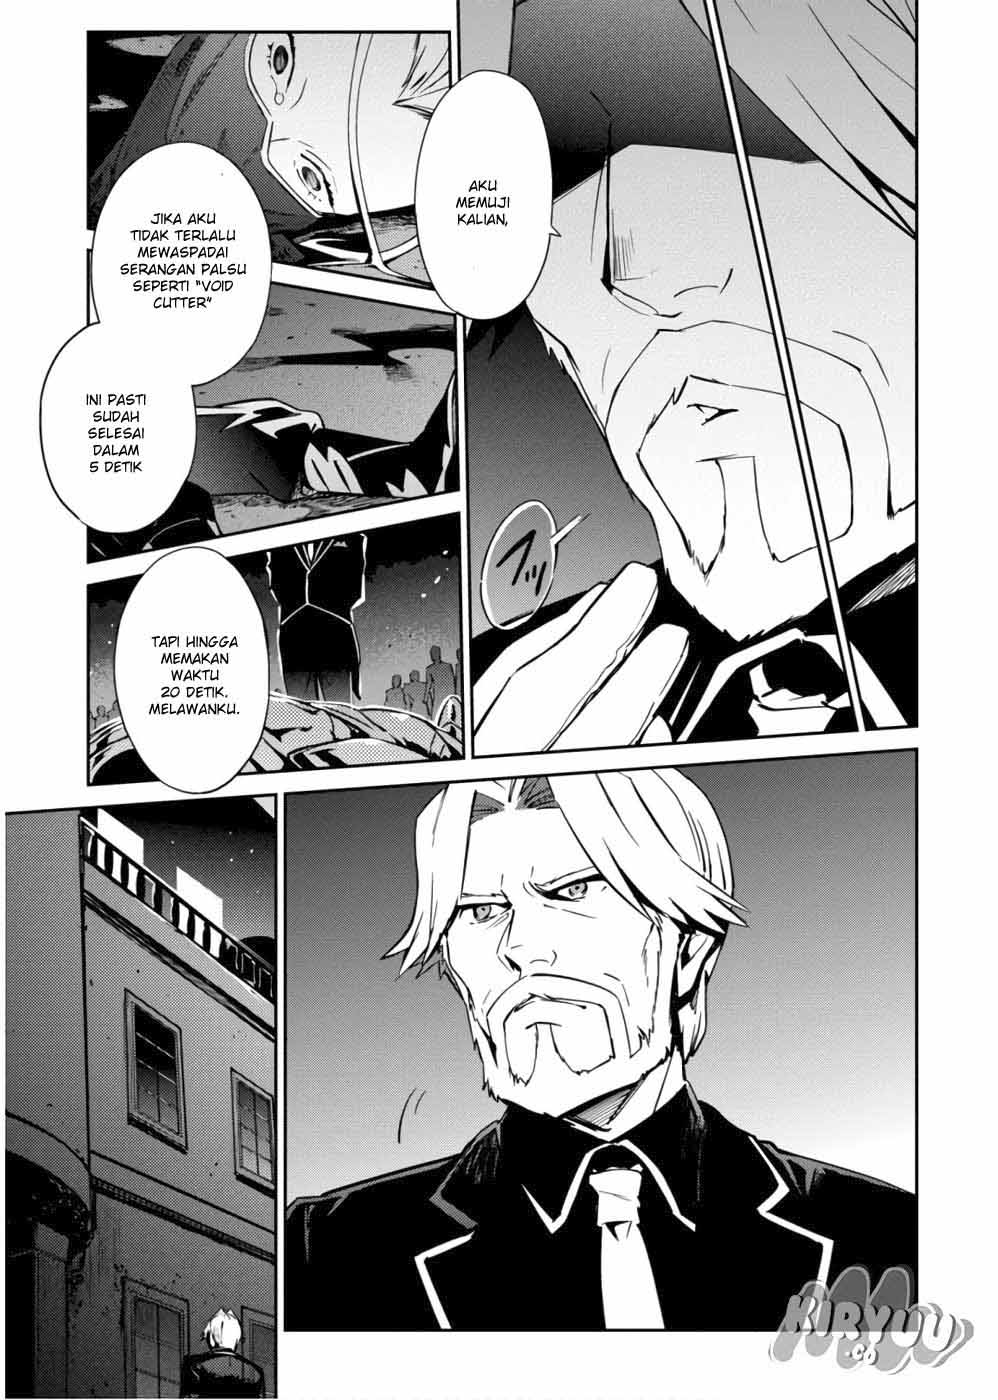 AKU
MEMUJI
KALIAN,
JIKA AKU
TIDAK TERLALU
MEWASPADAI
SERANGAN PALSU
SEPERTI "VOID
CUTTER"
INI PASTI
SUDAH
SELESAI
DALAM
5 DETIK
フッ
TAPI HINGGA
MEMAKAN
WAKTU
20 DETIK.
MELAWANKU.
KIRYUU
.CO